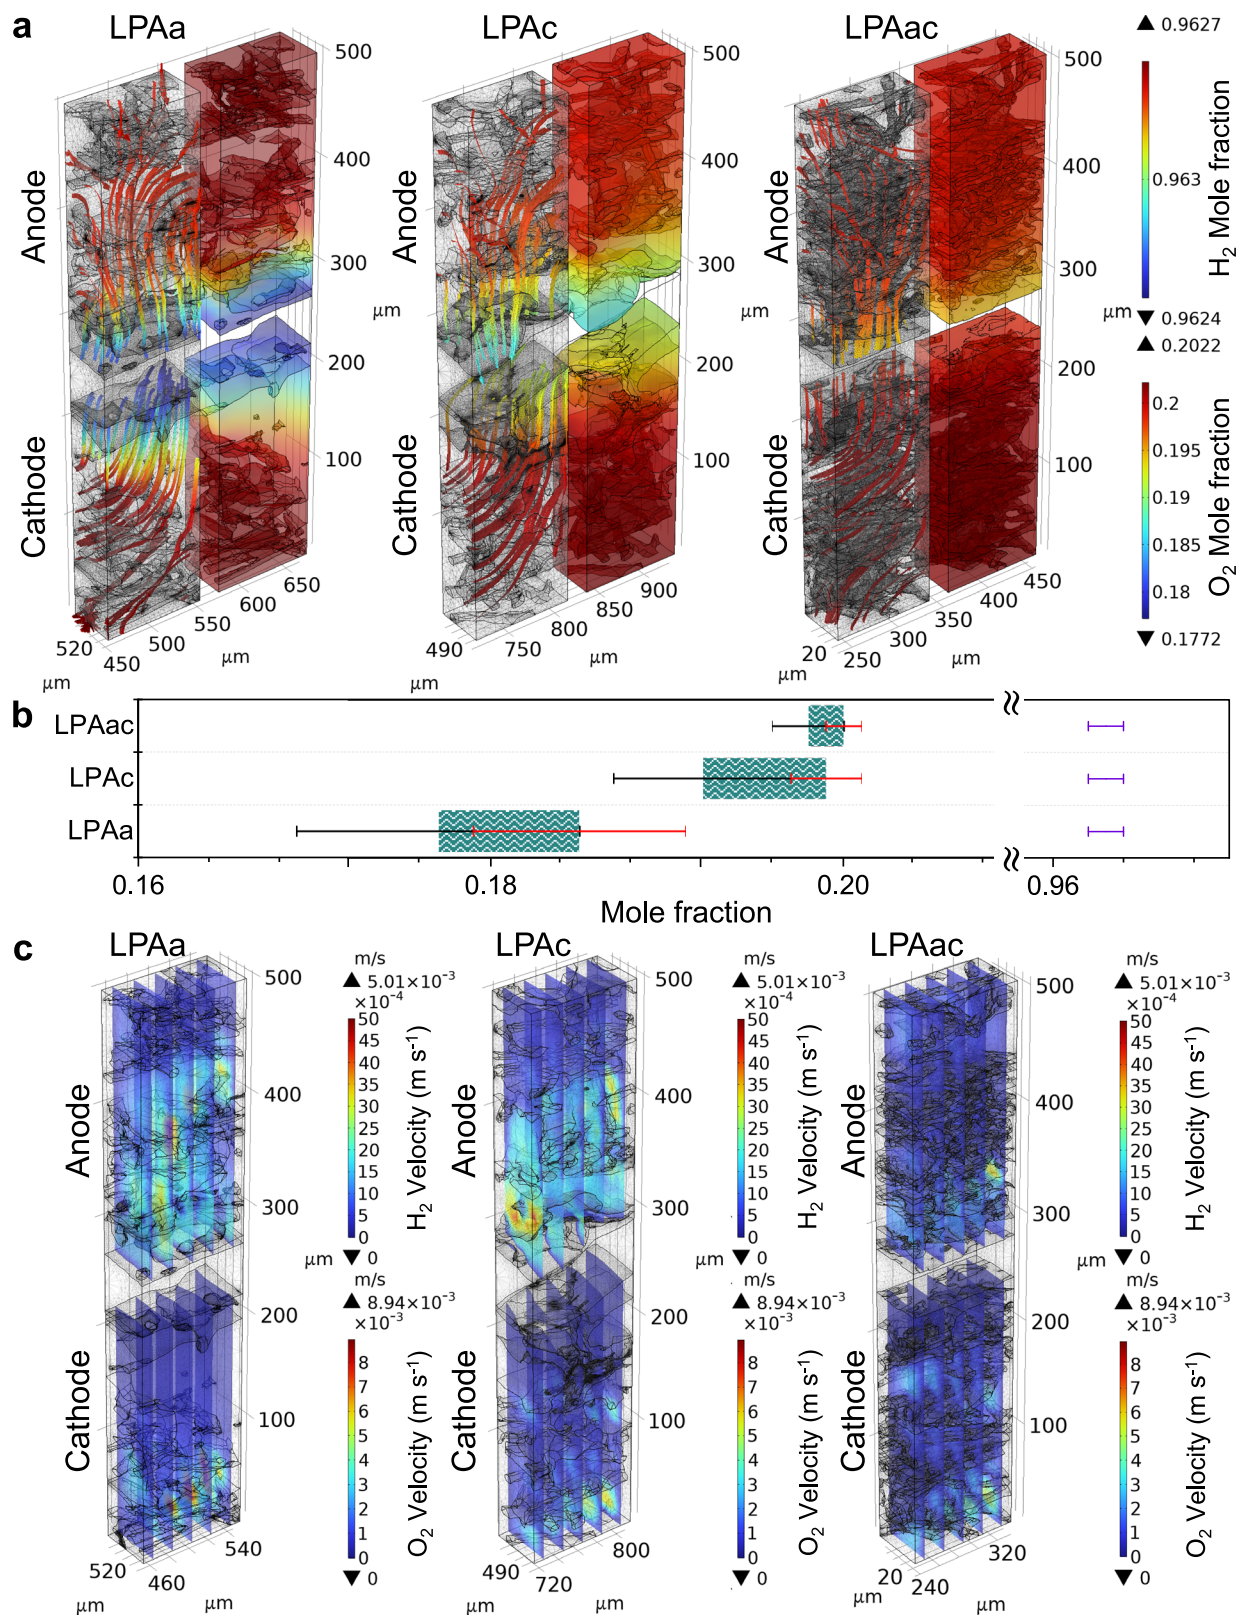 a
LPAa
LPAc
LPAac
Anode
Cathode
500
400
300
200
100
650
600
550
500
450
520
μm
μm
500
400
300
200
100
μm
900
850
800
750
490
μm
μm
500
400
300
200
100
μm
450
400
350
300
250
20
μm
μm
0.9627
0.963
0.9624
H2 Mole fraction
0.2022
0.2
0.195
0.19
0.185
0.18
0.1772
O2 Mole fraction
b
LPAac
LPAc
LPAa
0.16
0.18
0.20
0.96
Mole fraction
c
LPAa
LPAc
LPAac
Anode
Cathode
500
400
300
μm
200
100
540
520
460
μm
μm
m/s
5.01×10⁻³
×10⁻⁴
50
45
40
35
30
25
20
15
10
5
0
0
H2 Velocity (m s⁻¹)
m/s
8.94×10⁻³
×10⁻³
8
7
6
5
4
3
2
1
0
0
O2 Velocity (m s⁻¹)
Anode
Cathode
500
400
300
μm
200
100
800
490
720
μm
μm
m/s
5.01×10⁻³
×10⁻⁴
50
45
40
35
30
25
20
15
10
5
0
0
H2 Velocity (m s⁻¹)
m/s
8.94×10⁻³
×10⁻³
8
7
6
5
4
3
2
1
0
0
O2 Velocity (m s⁻¹)
Anode
Cathode
500
400
300
μm
200
100
320
20
240
μm
μm
m/s
5.01×10⁻³
×10⁻⁴
50
45
40
35
30
25
20
15
10
5
0
0
H2 Velocity (m s⁻¹)
m/s
8.94×10⁻³
×10⁻³
8
7
6
5
4
3
2
1
0
0
O2 Velocity (m s⁻¹)